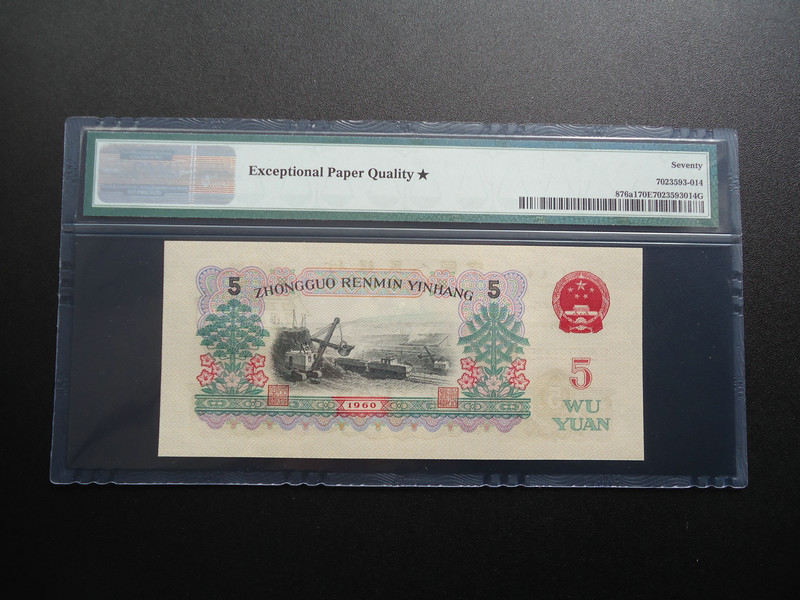 Exceptional Paper Quality ★
Seventy
7023593-014
876a170E7023593014G
5 ZHONGGUO RENMIN YINHANG 5
5
1960
WU
YUAN